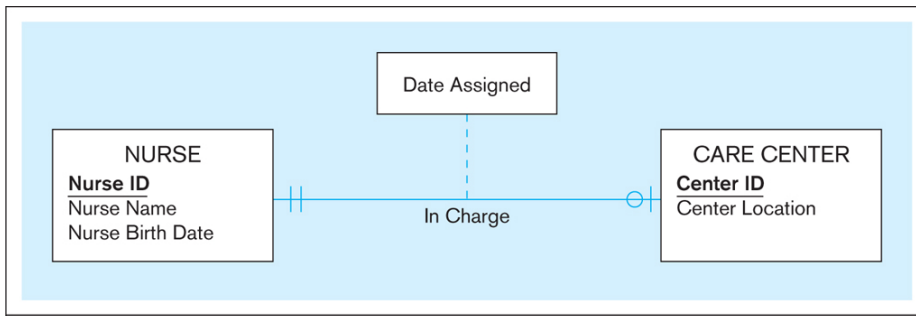 Date Assigned
NURSE
Nurse ID
Nurse Name
Nurse Birth Date
In Charge
CARE CENTER
Center ID
Center Location